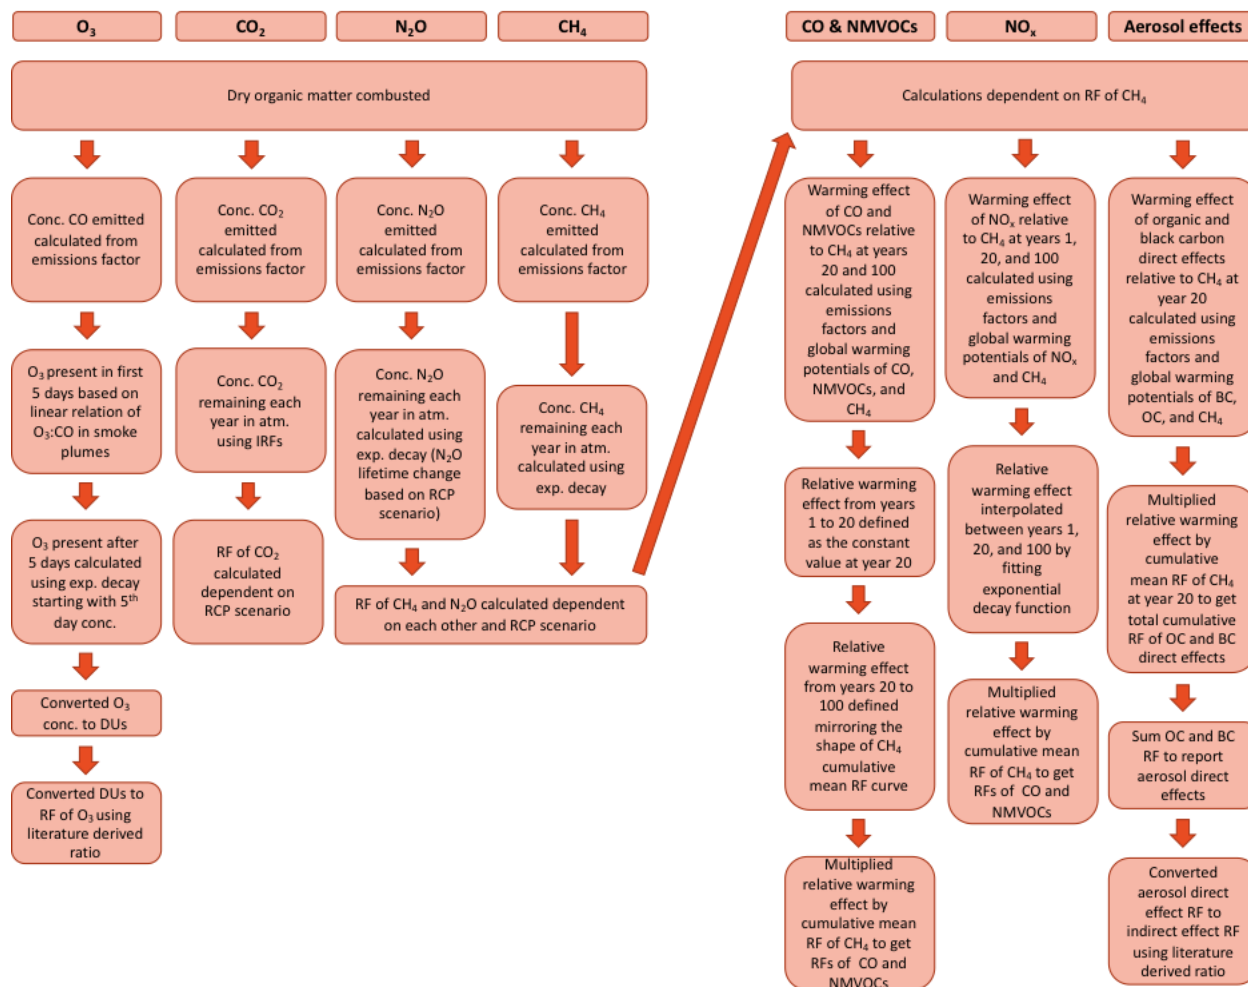 O₃
CO₂
N₂O
CH₄
Dry organic matter combusted
Conc. CO emitted
calculated from
emissions factor
O₃ present in first
5 days based on
linear relation of
O₃:CO in smoke
plumes
O₃ present after
5 days calculated
using exp. decay
starting with 5ᵗʰ
day conc.
Converted O₃
conc. to DUs
Converted DUs to
RF of O₃ using
literature derived
ratio
Conc. CO₂
emitted
calculated from
emissions factor
Conc. CO₂
remaining each
year in atm.
using IRFs
RF of CO₂
calculated
dependent on
RCP scenario
Conc. N₂O
emitted
calculated from
emissions factor
Conc. N₂O
remaining each
year in atm.
calculated using
exp. decay (N₂O
lifetime change
based on RCP
scenario)
Conc. CH₄
emitted
calculated from
emissions factor
Conc. CH₄
remaining each
year in atm.
calculated using
exp. decay
RF of CH₄ and N₂O calculated dependent
on each other and RCP scenario
CO & NMVOCs
NOₓ
Aerosol effects
Calculations dependent on RF of CH₄
Warming effect
of CO and
NMVOCs relative
to CH₄ at years
20 and 100
calculated using
emissions
factors and
global warming
potentials of CO,
NMVOCs, and
CH₄
Relative warming
effect from years
1 to 20 defined
as the constant
value at year 20
Relative
warming effect
from years 20 to
100 defined
mirroring the
shape of CH₄
cumulative
mean RF curve
Multiplied
relative warming
effect by
cumulative mean
RF of CH₄ to get
RFs of CO and
NMVOCs
Warming effect
of NOₓ relative
to CH₄ at years 1,
20, and 100
calculated using
emissions
factors and
global warming
potentials of NOₓ
and CH₄
Relative
warming effect
interpolated
between years 1,
20, and 100 by
fitting
exponential
decay function
Multiplied
relative warming
effect by
cumulative mean
RF of CH₄ to get
RFs of CO and
NMVOCs
Warming effect
of organic and
black carbon
direct effects
relative to CH₄ at
year 20
calculated using
emissions
factors and
global warming
potentials of BC,
OC, and CH₄
Multiplied
relative warming
effect by
cumulative
mean RF of CH₄
at year 20 to get
total cumulative
RF of OC and BC
direct effects
Sum OC and BC
RF to report
aerosol direct
effects
Converted
aerosol direct
effect RF to
indirect effect RF
using literature
derived ratio